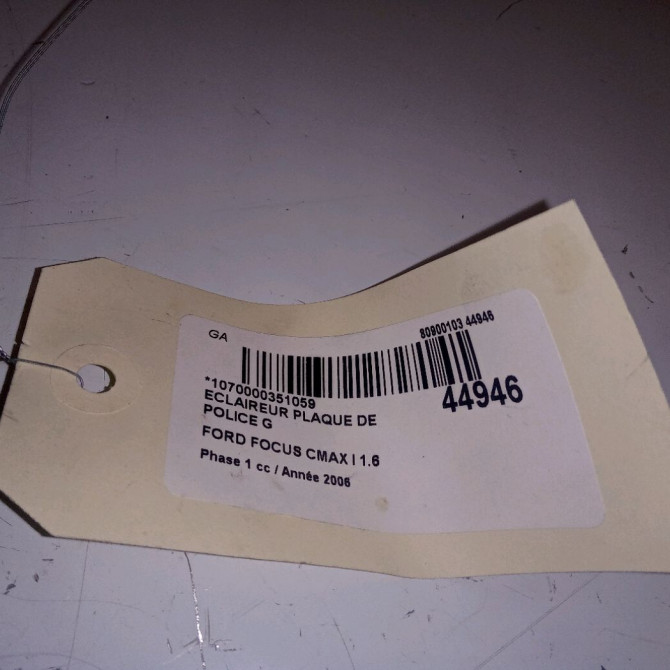 GA
80900103 44946
*1070000351059
44946
ECLAIREUR PLAQUE DE
POLICE G
FORD FOCUS CMAX I 1.6
Phase 1 cc / Année 2006